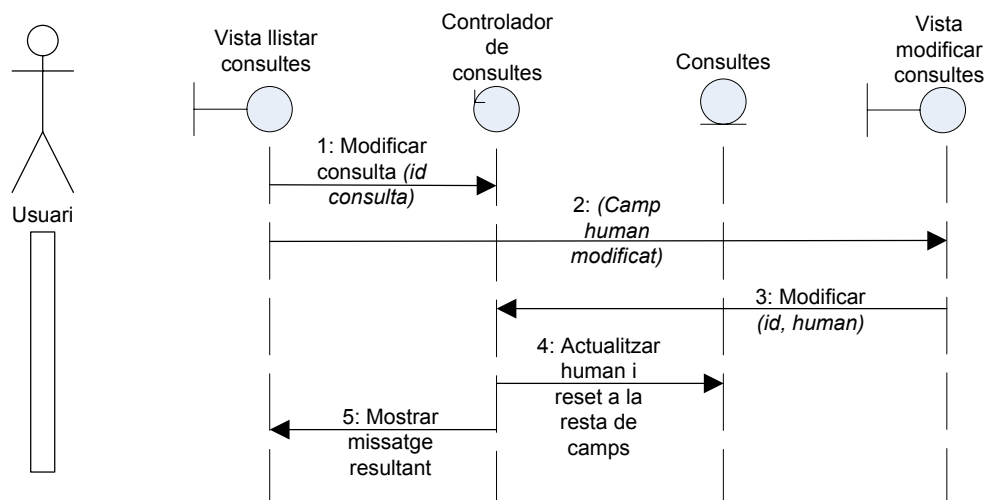 Vista llistar
consultes
Controlador
de
consultes
Consultes
Vista
modificar
consultes
Usuari
1: Modificar
consulta (id
consulta)
2: (Camp
human
modificat)
3: Modificar
(id, human)
4: Actualitzar
human i
reset a la
resta de
camps
5: Mostrar
missatge
resultant